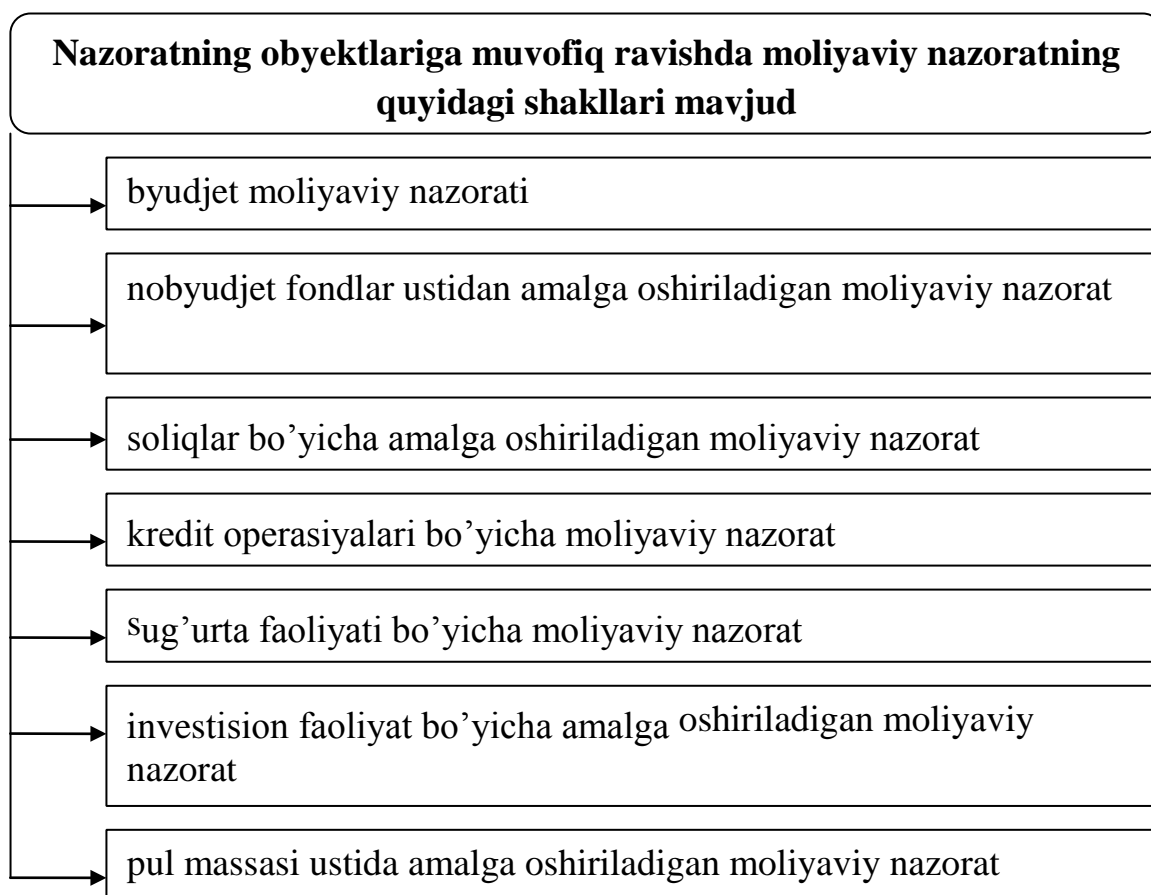 Nazoratning obyektlariga muvofiq ravishda moliyaviy nazoratning
quyidagi shakllari mavjud
byudjet moliyaviy nazorati
nobyudjet fondlar ustidan amalga oshiriladigan moliyaviy nazorat
soliqlar bo’yicha amalga oshiriladigan moliyaviy nazorat
kredit operasiyalari bo’yicha moliyaviy nazorat
sug’urta faoliyati bo’yicha moliyaviy nazorat
investision faoliyat bo’yicha amalga oshiriladigan moliyaviy
nazorat
pul massasi ustida amalga oshiriladigan moliyaviy nazorat